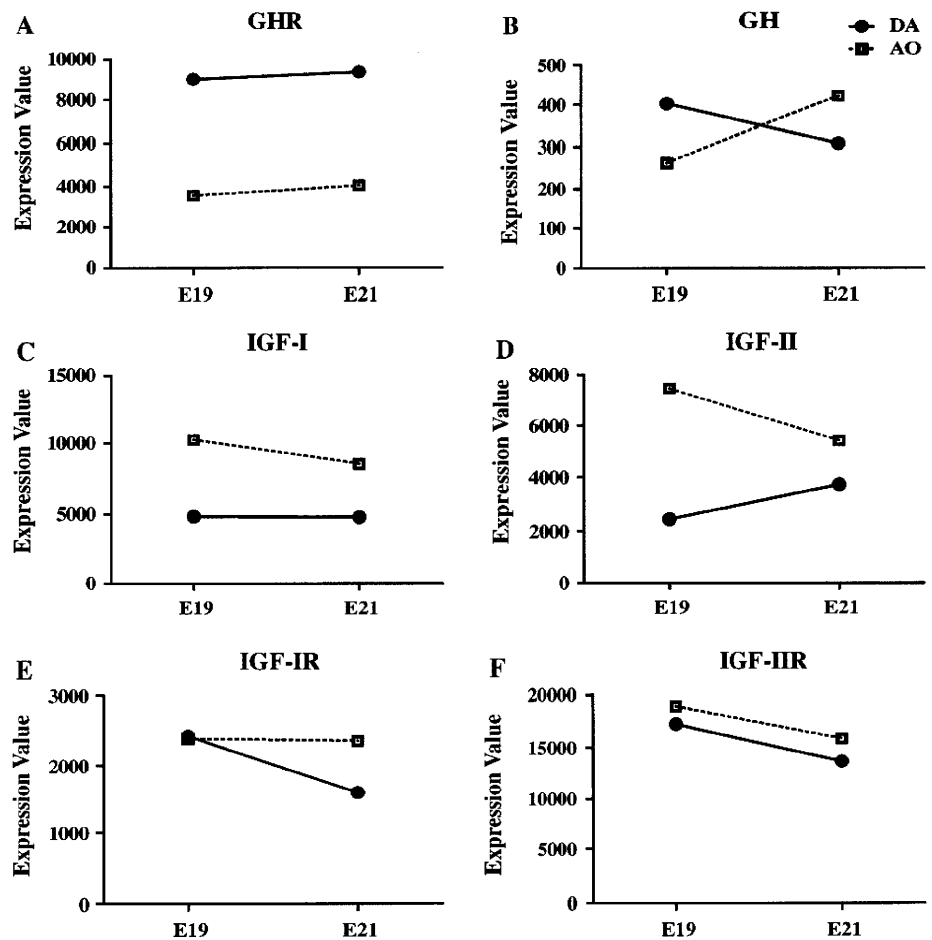 A
GHR
Expression Value
10000
8000
6000
4000
2000
0
E19
E21
B
GH
DA
AO
Expression Value
500
400
300
200
100
0
E19
E21
C
IGF-I
Expression Value
15000
10000
5000
0
E19
E21
D
IGF-II
Expression Value
8000
6000
4000
2000
0
E19
E21
E
IGF-IR
Expression Value
3000
2000
1000
0
E19
E21
F
IGF-IIR
Expression Value
20000
15000
10000
5000
0
E19
E21